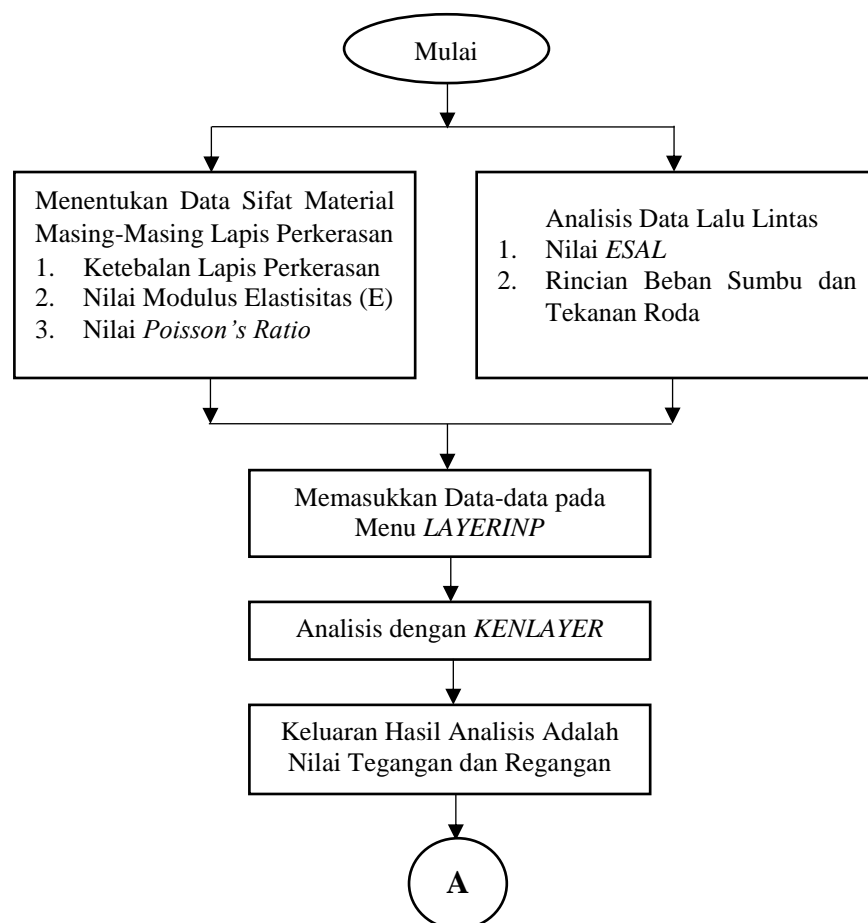 Mulai
Menentukan Data Sifat Material
Masing-Masing Lapis Perkerasan
1. Ketebalan Lapis Perkerasan
2. Nilai Modulus Elastisitas (E)
3. Nilai Poisson’s Ratio
Analisis Data Lalu Lintas
1. Nilai ESAL
2. Rincian Beban Sumbu dan
Tekanan Roda
Memasukkan Data-data pada
Menu LAYERINP
Analisis dengan KENLAYER
Keluaran Hasil Analisis Adalah
Nilai Tegangan dan Regangan
A